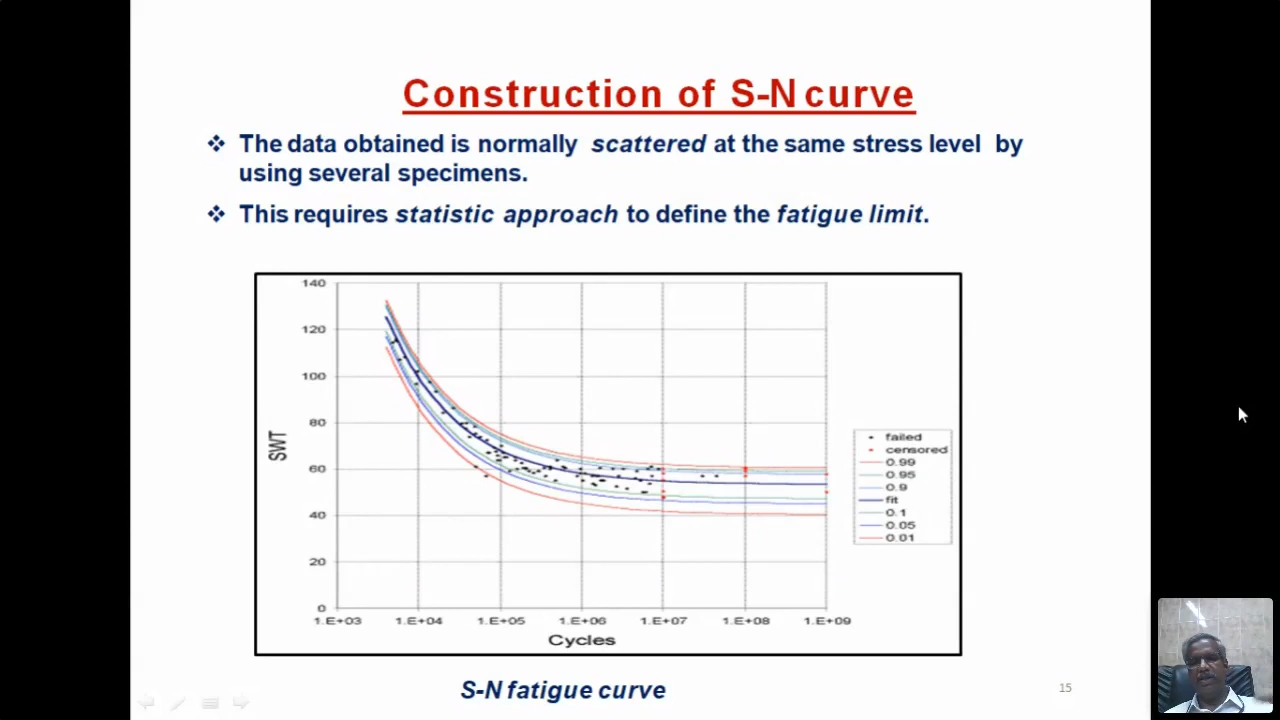 Construction of S-N curve
❖ The data obtained is normally scattered at the same stress level by
using several specimens.
❖ This requires statistic approach to define the fatigue limit.
140
120
100
80
60
40
20
0
SWT
1.E+03 1.E+04 1.E+05 1.E+06 1.E+07 1.E+08 1.E+09
Cycles
failed
censored
0.99
0.95
0.9
fit
0.1
0.05
0.01
S-N fatigue curve
15